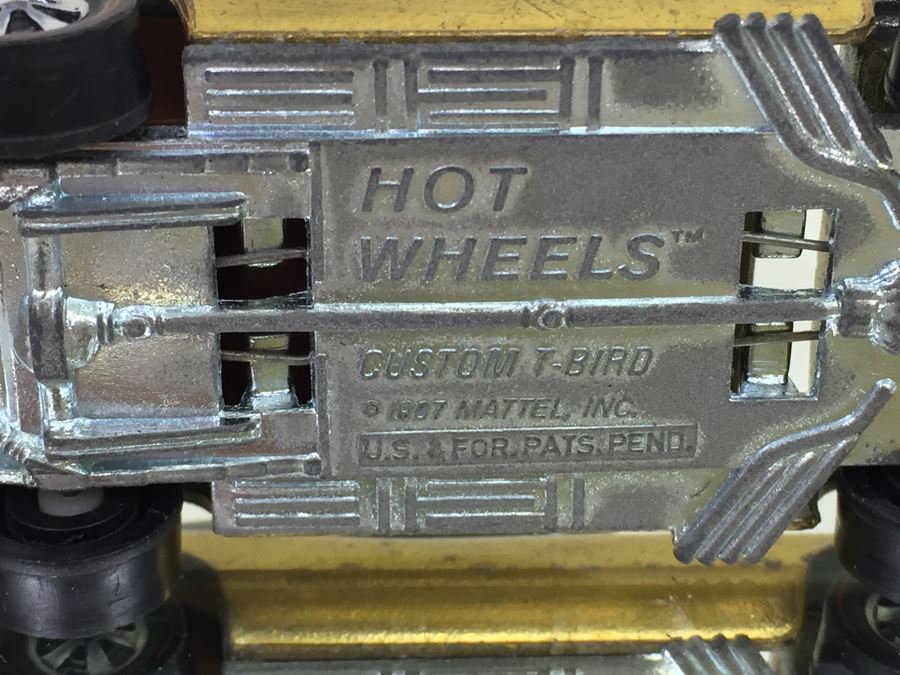 HOT
WHEELS™
CUSTOM T-BIRD
© 1967 MATTEL, INC.
U.S. & FOR. PATS. PEND.